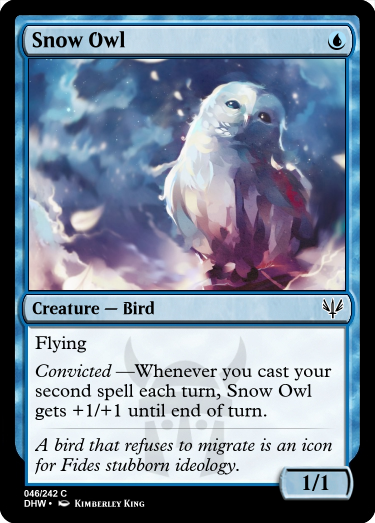 Snow Owl
Creature — Bird
Flying
Convicted —Whenever you cast your
second spell each turn, Snow Owl
gets +1/+1 until end of turn.
A bird that refuses to migrate is an icon
for Fides stubborn ideology.
1/1
046/242 C
DHW • Kimberley King